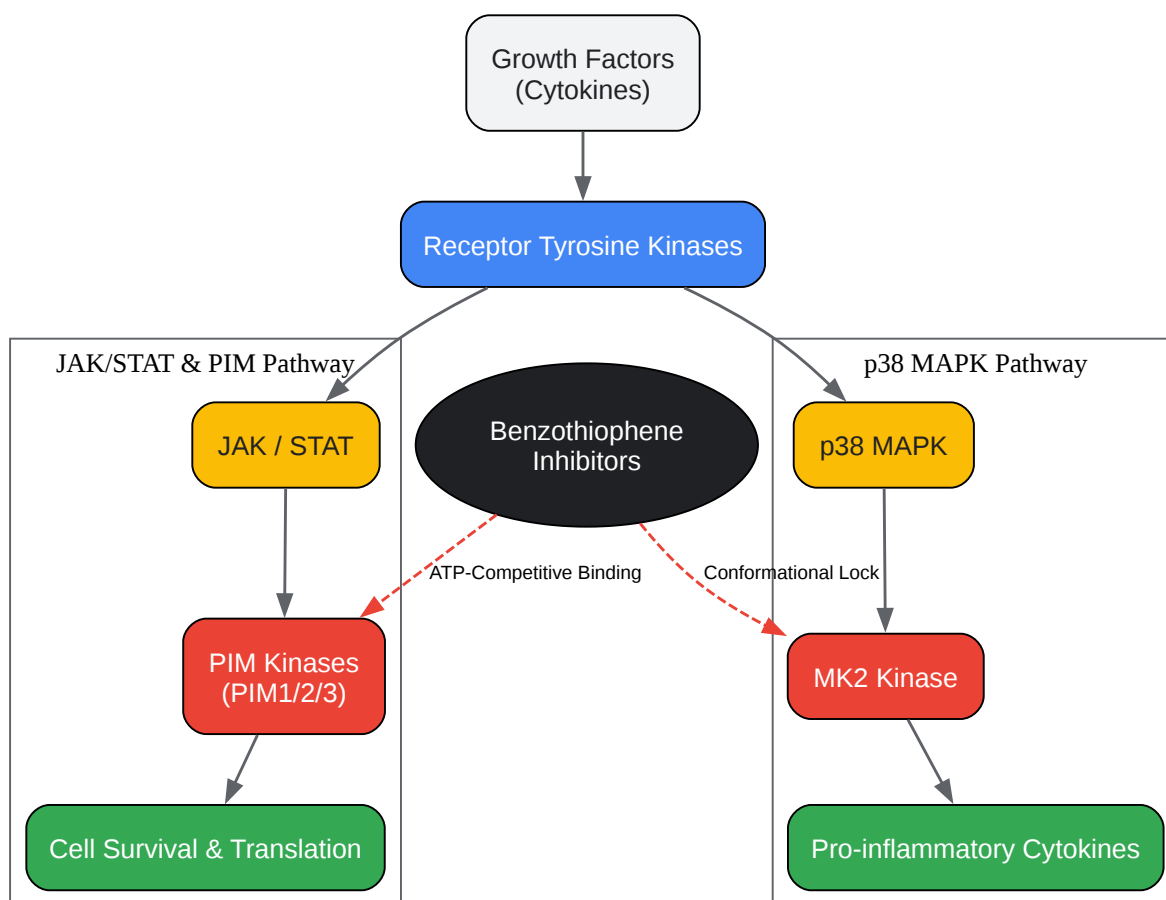 Growth Factors
(Cytokines)
Receptor Tyrosine Kinases
JAK/STAT & PIM Pathway
p38 MAPK Pathway
JAK / STAT
Benzothiophene
Inhibitors
p38 MAPK
ATP-Competitive Binding
Conformational Lock
PIM Kinases
(PIM1/2/3)
MK2 Kinase
Cell Survival & Translation
Pro-inflammatory Cytokines